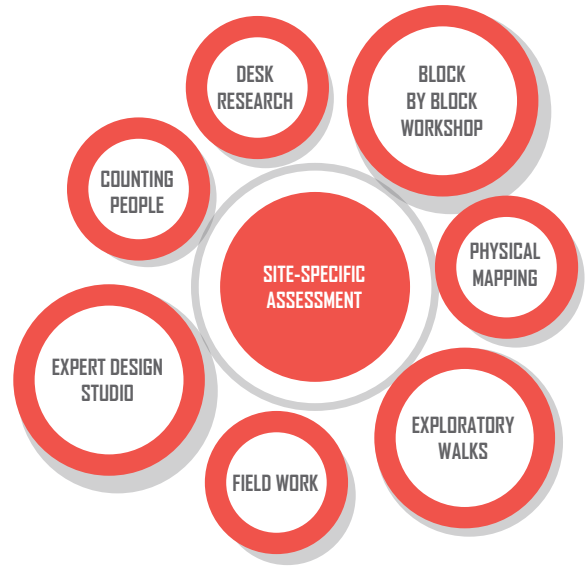 DESK
RESEARCH
BLOCK
BY BLOCK
WORKSHOP
COUNTING
PEOPLE
PHYSICAL
MAPPING
SITE-SPECIFIC
ASSESSMENT
EXPERT DESIGN
STUDIO
EXPLORATORY
WALKS
FIELD WORK